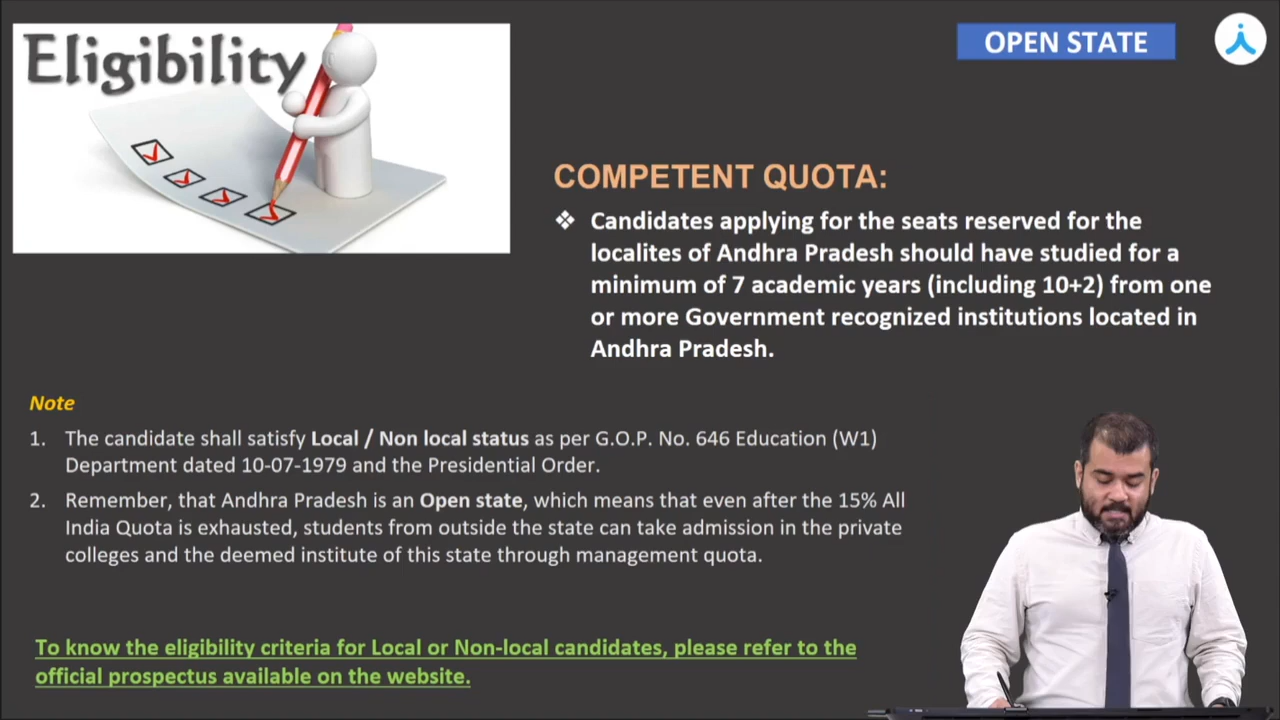 Eligibility
OPEN STATE
COMPETENT QUOTA:
❖ Candidates applying for the seats reserved for the
localites of Andhra Pradesh should have studied for a
minimum of 7 academic years (including 10+2) from one
or more Government recognized institutions located in
Andhra Pradesh.
Note
1. The candidate shall satisfy Local / Non local status as per G.O.P. No. 646 Education (W1)
Department dated 10-07-1979 and the Presidential Order.
2. Remember, that Andhra Pradesh is an Open state, which means that even after the 15% All
India Quota is exhausted, students from outside the state can take admission in the private
colleges and the deemed institute of this state through management quota.
To know the eligibility criteria for Local or Non-local candidates, please refer to the
official prospectus available on the website.